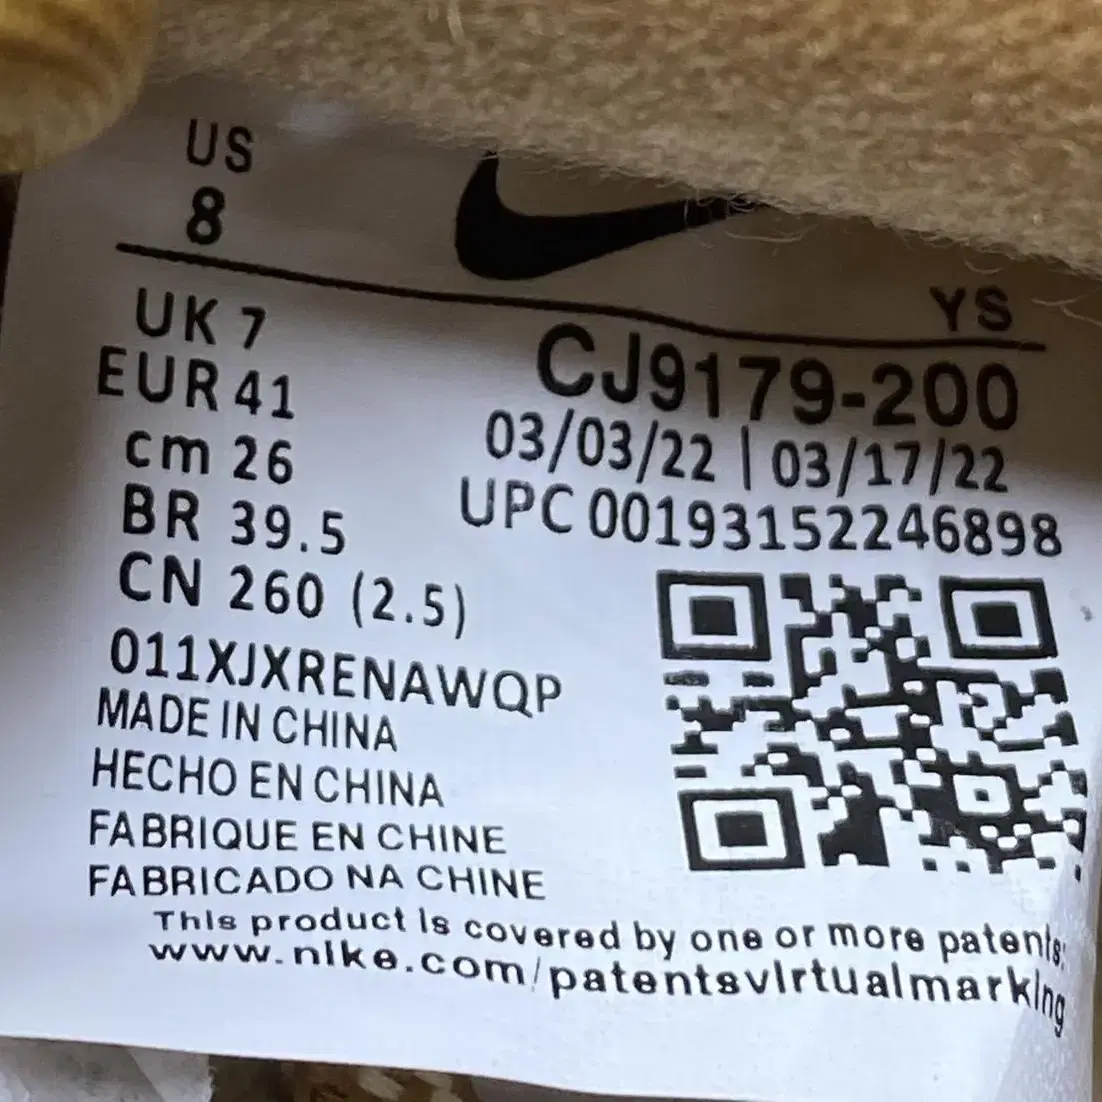 US
8
YS
UK 7
EUR 41
cm 26
BR 39.5
CN 260 (2.5)
CJ9179-200
03/03/22 | 03/17/22
UPC 00193152246898
011XJXRENAWQP
MADE IN CHINA
HECHO EN CHINA
FABRIQUE EN CHINE
FABRICADO NA CHINE
This product is covered by one or more patents:
www.nike.com/patentsvirtualmarking